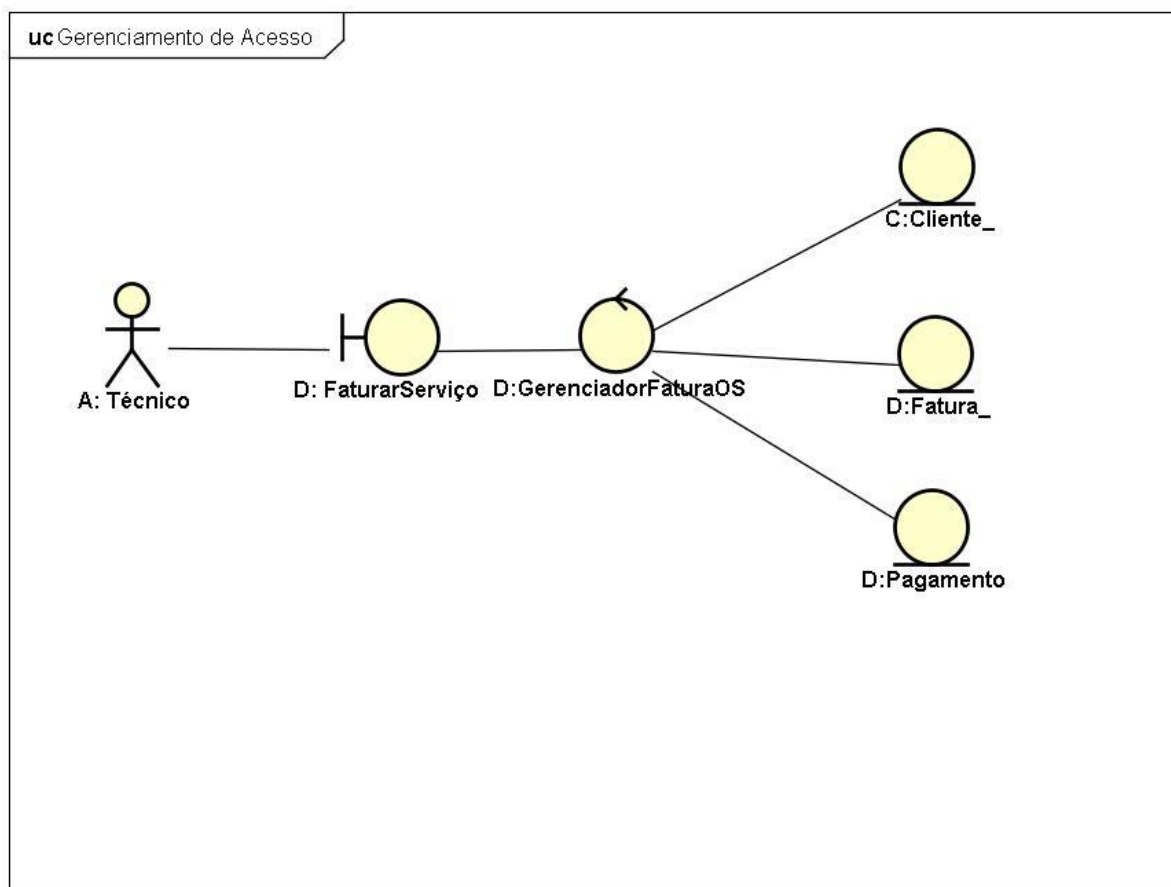 uc Gerenciamento de Acesso
C:Cliente_
A: Técnico
D: FaturarServiço
D:GerenciadorFaturaOS
D:Fatura_
D:Pagamento